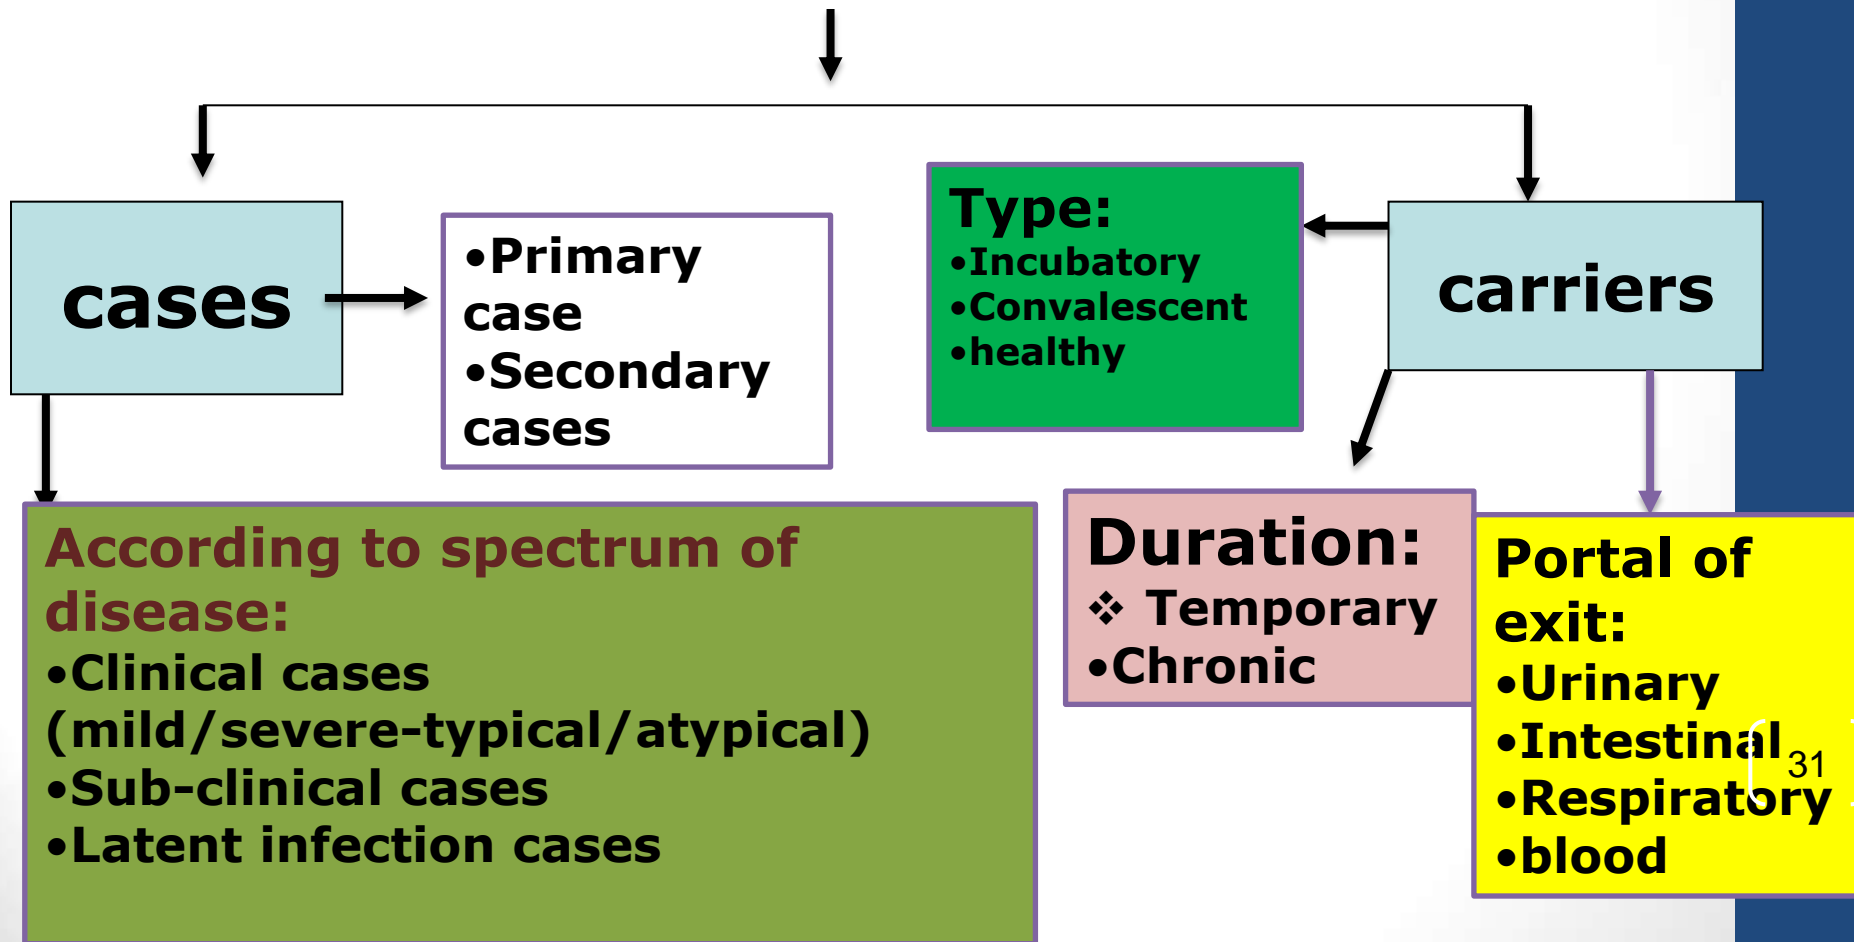 cases
•Primary
case
•Secondary
cases
Type:
•Incubatory
•Convalescent
•healthy
carriers
According to spectrum of
disease:
•Clinical cases
(mild/severe-typical/atypical)
•Sub-clinical cases
•Latent infection cases
Duration:
❖ Temporary
•Chronic
Portal of
exit:
•Urinary
•Intestinal
•Respiratory
•blood
31